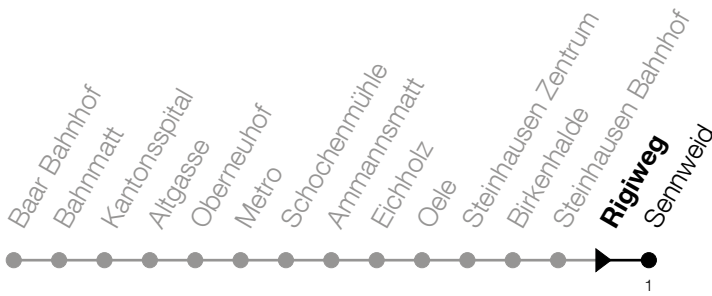 Baar Bahnhof
Bahnmatt
Kantonsspital
Altgasse
Oberneuhof
Metro
Schochenmühle
Ammannsmatt
Eichholz
Oele
Steinhausen Zentrum
Birkenhalde
Steinhausen Bahnhof
Rigiweg
Sennweid
1